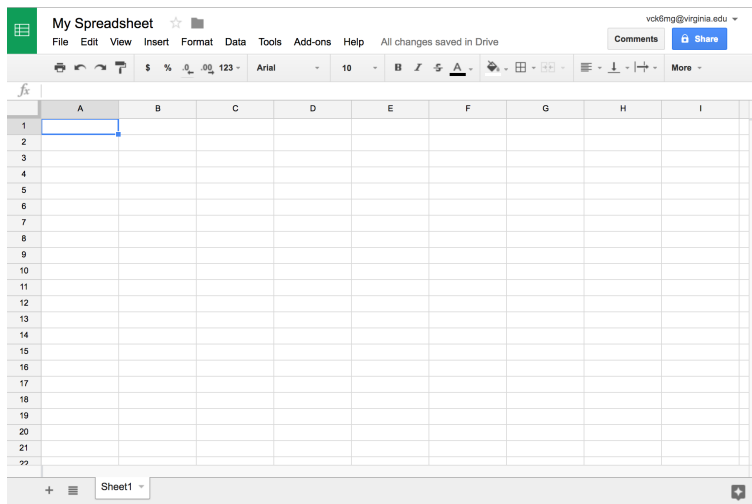 My Spreadsheet
vck6mg@virginia.edu
File Edit View Insert Format Data Tools Add-ons Help All changes saved in Drive
Comments Share
$ % .0 .00 123 Arial 10 B I S A More
fx
A B C D E F G H I
1
2
3
4
5
6
7
8
9
10
11
12
13
14
15
16
17
18
19
20
21
22
+ Sheet1